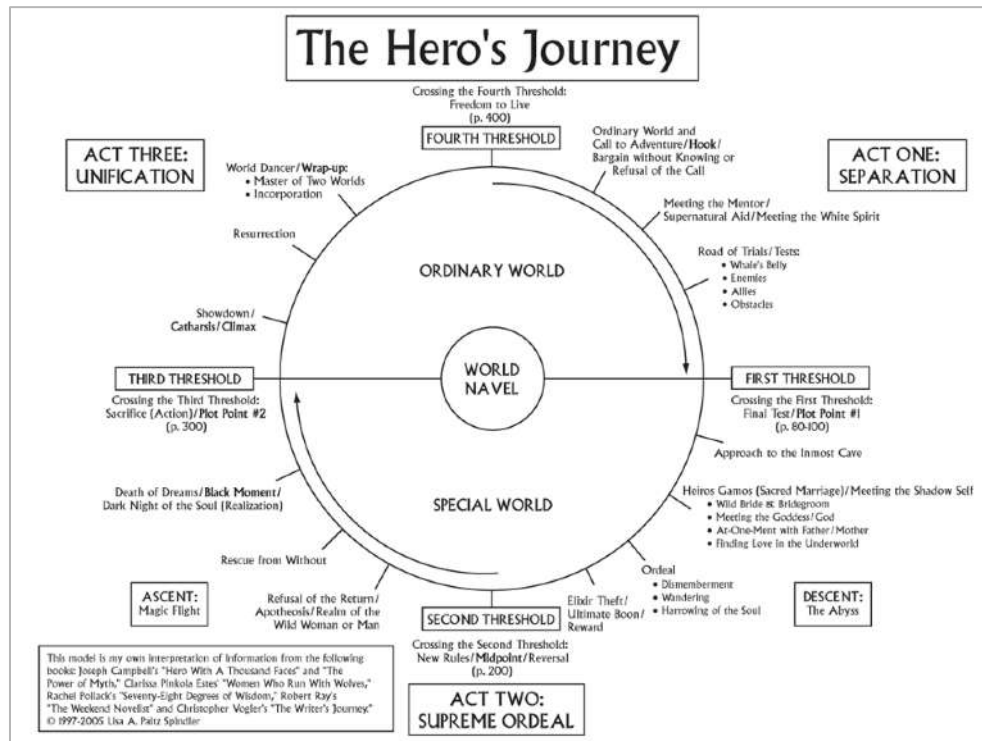 The Hero's Journey
Crossing the Fourth Threshold:
Freedom to Live
(p. 400)
FOURTH THRESHOLD
ACT THREE:
UNIFICATION
ACT ONE:
SEPARATION
Ordinary World and
Call to Adventure/Hook/
Bargain without Knowing or
Refusal of the Call
Meeting the Mentor/
Supernatural Aid/Meeting the White Spirit
Road of Trials/Tests:
• Whale's Belly
• Enemies
• Allies
• Obstacles
World Dancer/Wrap-up:
• Master of Two Worlds
• Incorporation
Resurrection
Showdown/
Catharsis/Climax
ORDINARY WORLD
WORLD
NAVEL
THIRD THRESHOLD
Crossing the Third Threshold:
Sacrifice (Action)/Plot Point #2
(p. 300)
FIRST THRESHOLD
Crossing the First Threshold:
Final Test/Plot Point #1
(p. 80-100)
Approach to the Inmost Cave
Heiros Gamos (Sacred Marriage)/Meeting the Shadow Self
• Wild Bride & Bridegroom
• Meeting the Goddess/God
• At-One-Ment with Father/Mother
• Finding Love in the Underworld
Ordeal
• Dismemberment
• Wandering
• Harrowing of the Soul
DESCENT:
The Abyss
SPECIAL WORLD
Elixir Theft/
Ultimate Boon/
Reward
SECOND THRESHOLD
Crossing the Second Threshold:
New Rules/Midpoint/Reversal
(p. 200)
ACT TWO:
SUPREME ORDEAL
Refusal of the Return/
Apotheosis/Realm of the
Wild Woman or Man
Rescue from Without
Death of Dreams/Black Moment/
Dark Night of the Soul (Realization)
ASCENT:
Magic Flight
This model is my own interpretation of information from the following
books: Joseph Campbell's "Hero With A Thousand Faces" and "The
Power of Myth," Clarissa Pinkola Estes' "Women Who Run With Wolves,"
Rachel Pollack's "Seventy-Eight Degrees of Wisdom," Robert Ray's
"The Weekend Novelist" and Christopher Vogler's "The Writer's Journey."
© 1997-2005 Lisa A. Paitz Spindler